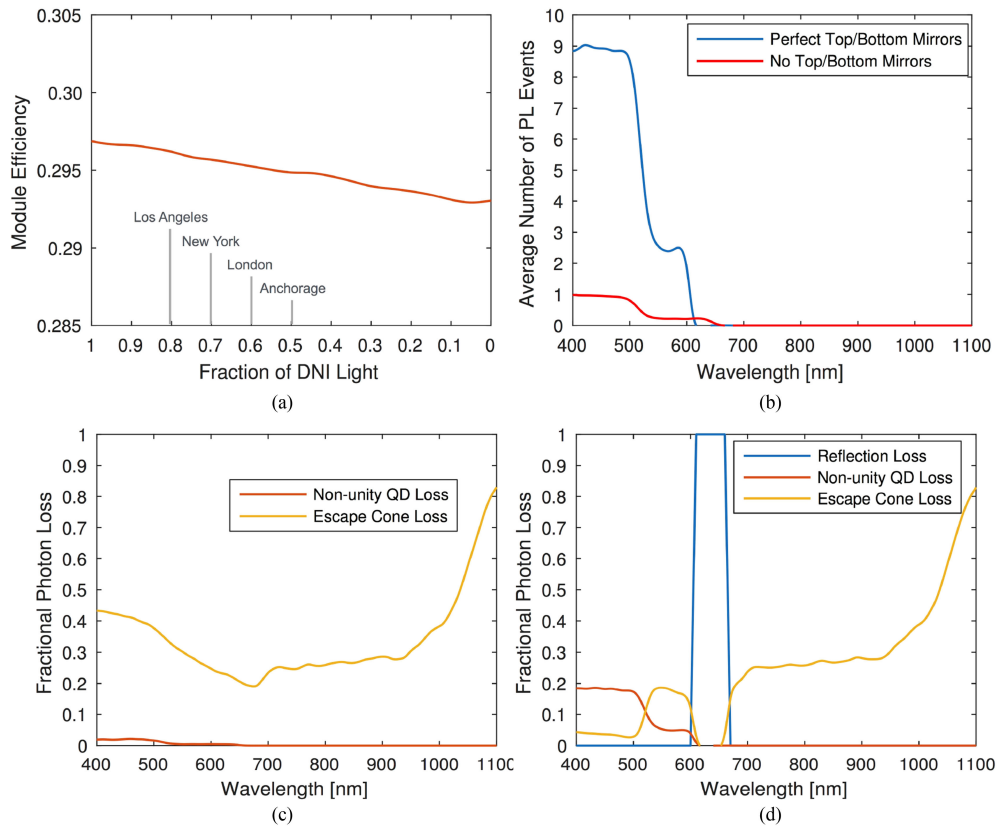 0.305
0.30
0.295
0.29
0.285
Module Efficiency
Los Angeles
New York
London
Anchorage
1 0.9 0.8 0.7 0.6 0.5 0.4 0.3 0.2 0.1 0
Fraction of DNI Light
(a)
10
9
8
7
6
5
4
3
2
1
0
Average Number of PL Events
Perfect Top/Bottom Mirrors
No Top/Bottom Mirrors
400 500 600 700 800 900 1000 1100
Wavelength [nm]
(b)
1
0.9
0.8
0.7
0.6
0.5
0.4
0.3
0.2
0.1
0
Fractional Photon Loss
Non-unity QD Loss
Escape Cone Loss
400 500 600 700 800 900 1000 110
Wavelength [nm]
(c)
1
0.9
0.8
0.7
0.6
0.5
0.4
0.3
0.2
0.1
0
Fractional Photon Loss
Reflection Loss
Non-unity QD Loss
Escape Cone Loss
400 500 600 700 800 900 1000 1100
Wavelength [nm]
(d)